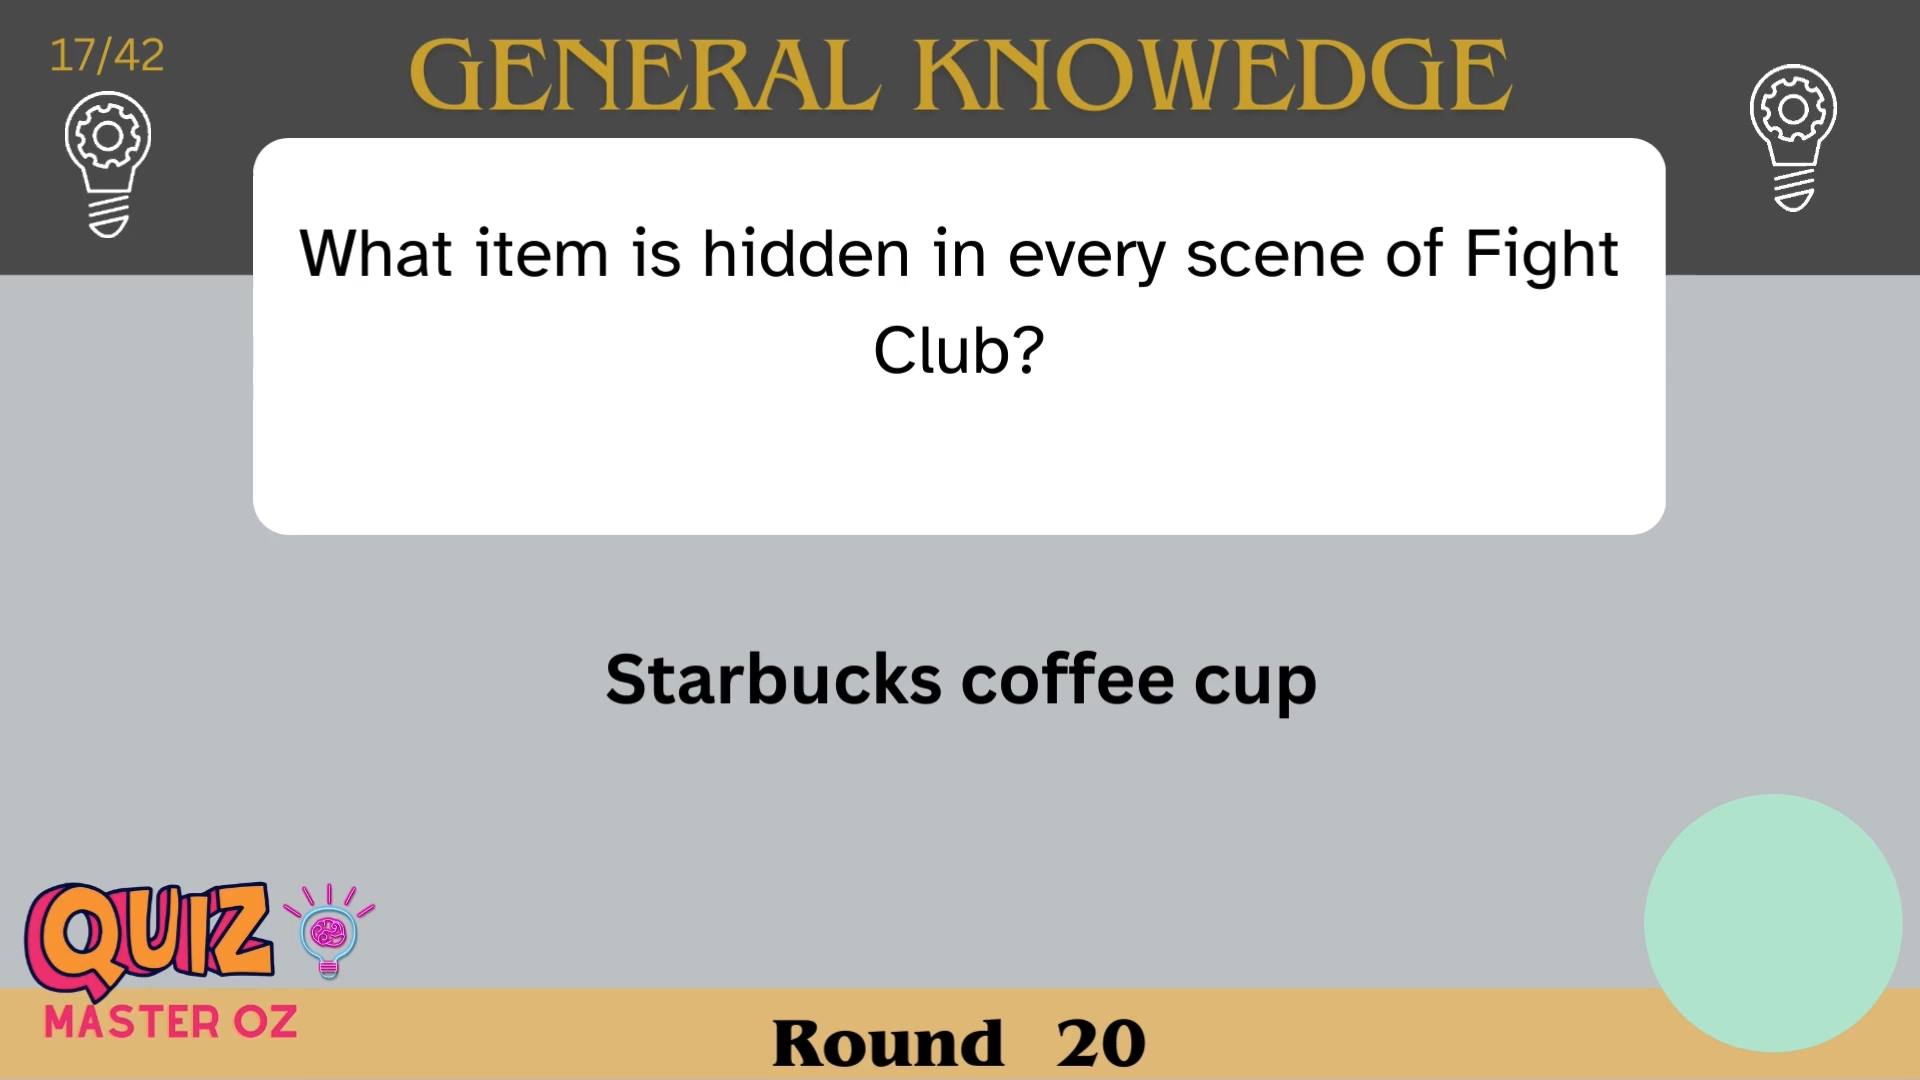 17/42
GENERAL KNOWEDGE
What item is hidden in every scene of Fight
Club?
Starbucks coffee cup
QUIZ
MASTER OZ
Round 20